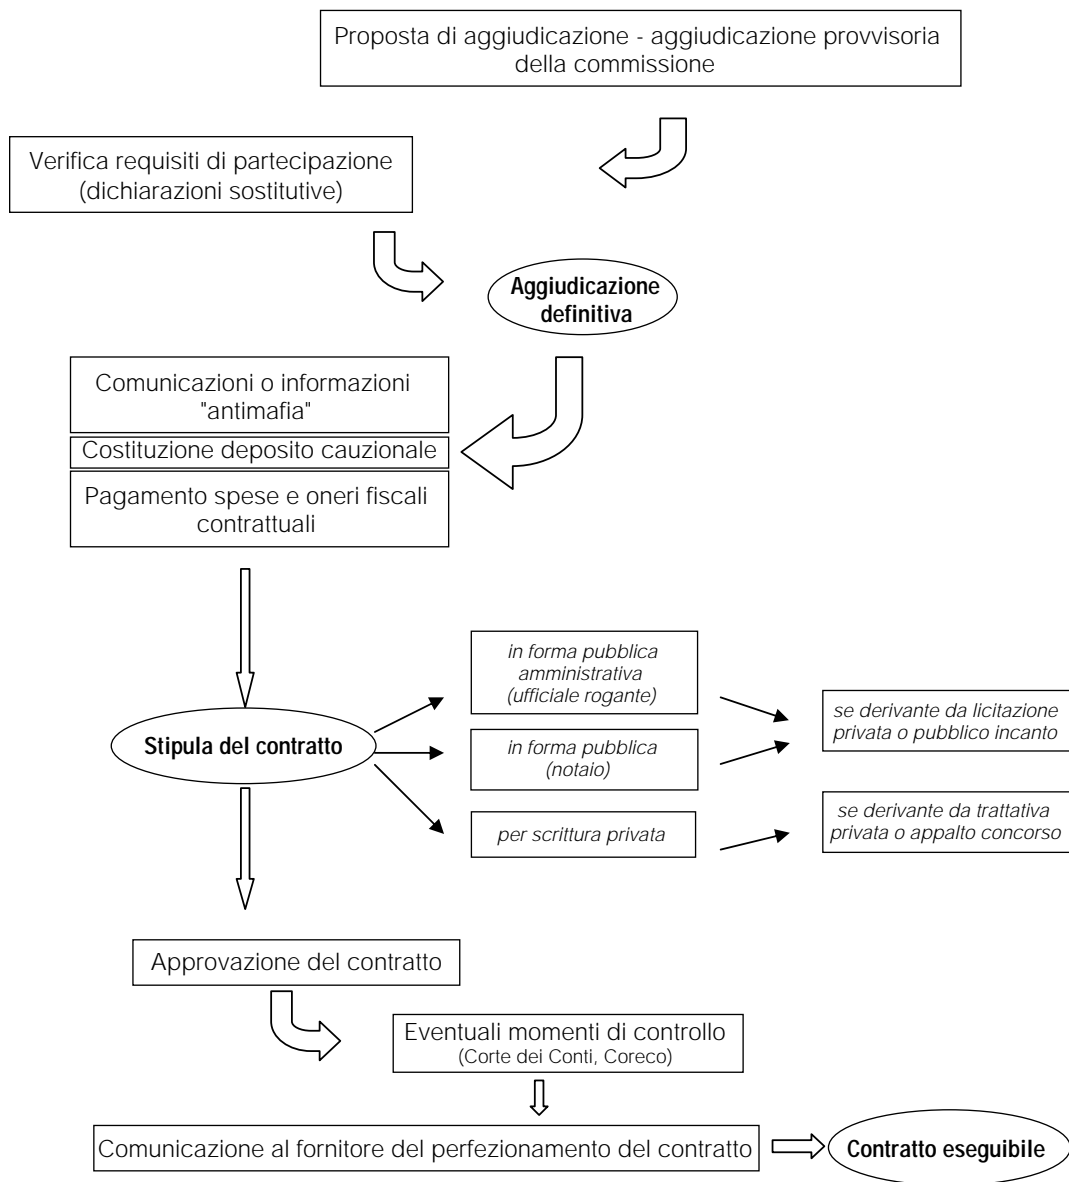 Proposta di aggiudicazione - aggiudicazione provvisoria
della commissione
Verifica requisiti di partecipazione
(dichiarazioni sostitutive)
Aggiudicazione
definitiva
Comunicazioni o informazioni
"antimafia"
Costituzione deposito cauzionale
Pagamento spese e oneri fiscali
contrattuali
Stipula del contratto
in forma pubblica
amministrativa
(ufficiale rogante)
in forma pubblica
(notaio)
per scrittura privata
se derivante da licitazione
privata o pubblico incanto
se derivante da trattativa
privata o appalto concorso
Approvazione del contratto
Eventuali momenti di controllo
(Corte dei Conti, Coreco)
Comunicazione al fornitore del perfezionamento del contratto
Contratto eseguibile